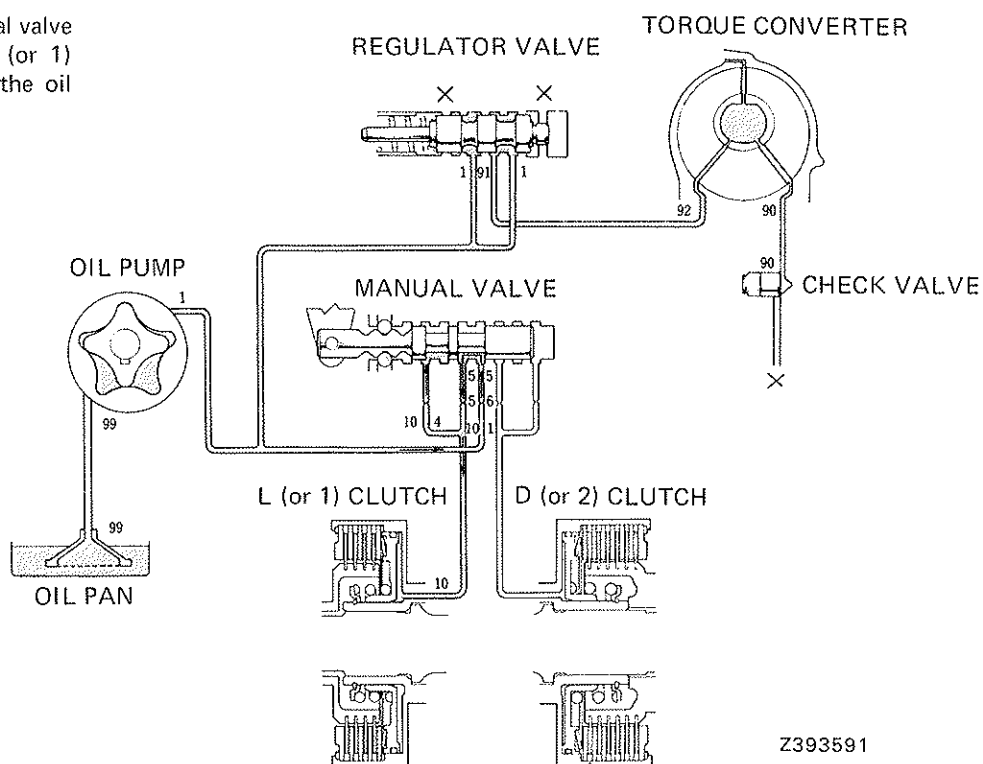 al valve
(or 1)
the oil
REGULATOR VALVE
TORQUE CONVERTER
×
×
1
91
1
92
90
90
OIL PUMP
1
MANUAL VALVE
CHECK VALVE
5
5
5
6
×
99
10
4
10
1
L (or 1) CLUTCH
D (or 2) CLUTCH
99
10
OIL PAN
Z393591